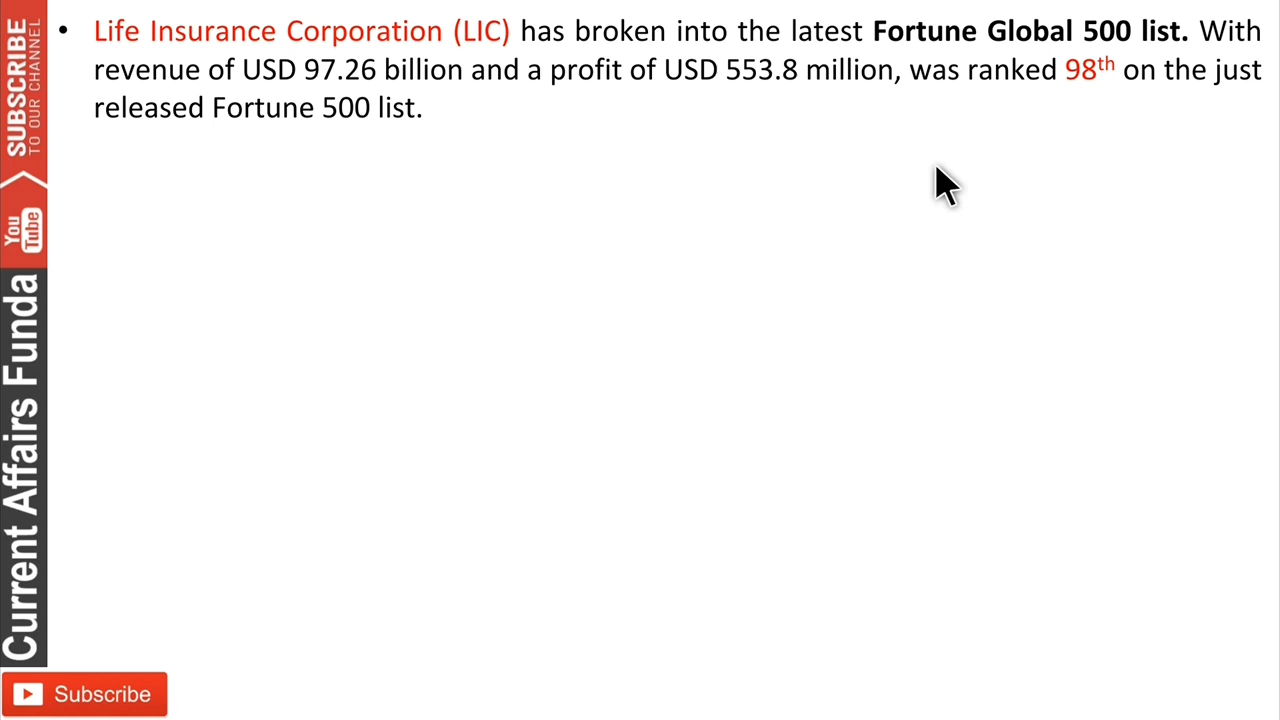 • Life Insurance Corporation (LIC) has broken into the latest Fortune Global 500 list. With
revenue of USD 97.26 billion and a profit of USD 553.8 million, was ranked 98th on the just
released Fortune 500 list.
SUBSCRIBE
TO OUR CHANNEL
You
Tube
Current Affairs Funda
Subscribe